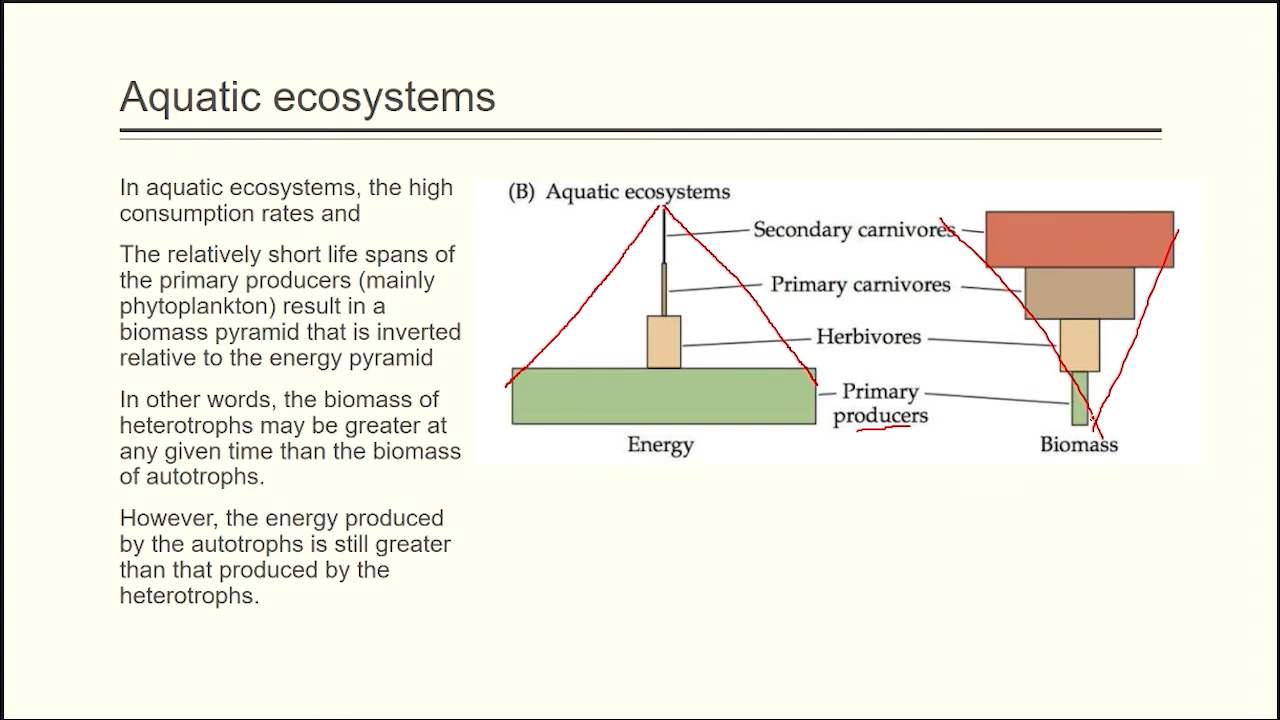 Aquatic ecosystems
In aquatic ecosystems, the high
consumption rates and
The relatively short life spans of
the primary producers (mainly
phytoplankton) result in a
biomass pyramid that is inverted
relative to the energy pyramid
In other words, the biomass of
heterotrophs may be greater at
any given time than the biomass
of autotrophs.
However, the energy produced
by the autotrophs is still greater
than that produced by the
heterotrophs.
(B) Aquatic ecosystems
Secondary carnivores
Primary carnivores
Herbivores
Primary
producers
Energy
Biomass